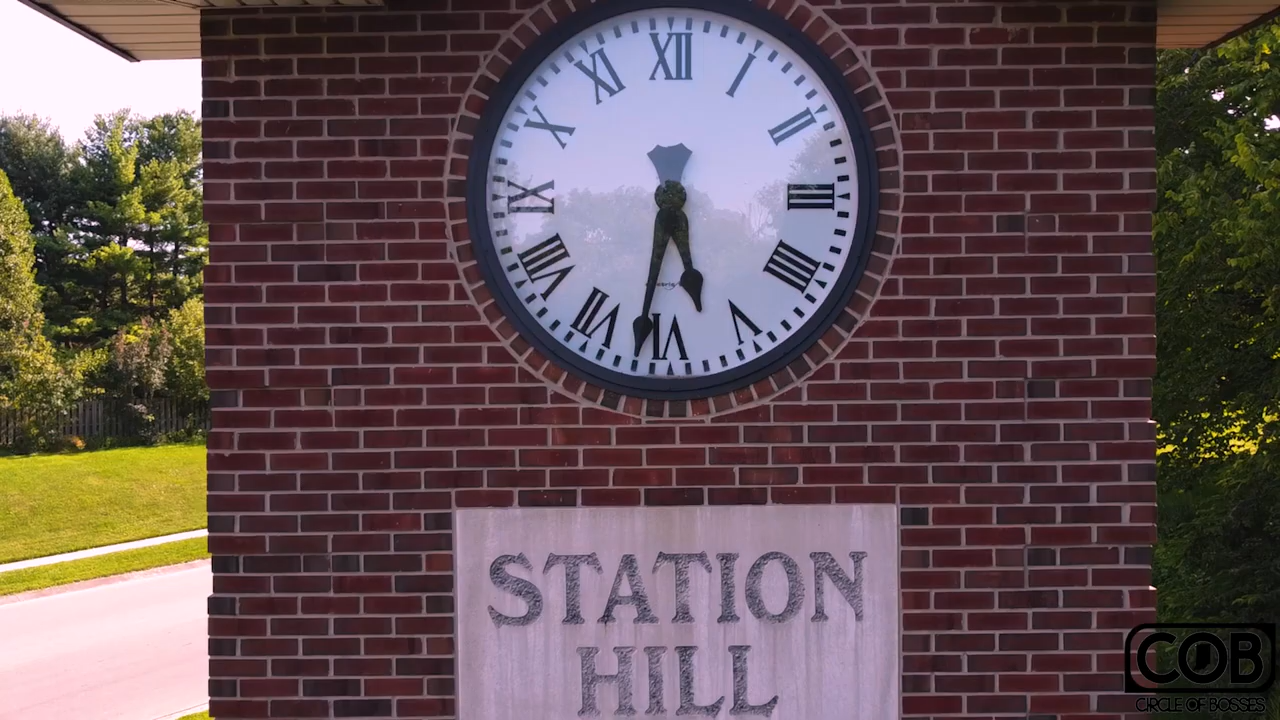 XII
XI I
X II
IX III
VIII IIII
VII V
VI
STATION
HILL
COB
CIRCLE OF BOSSES